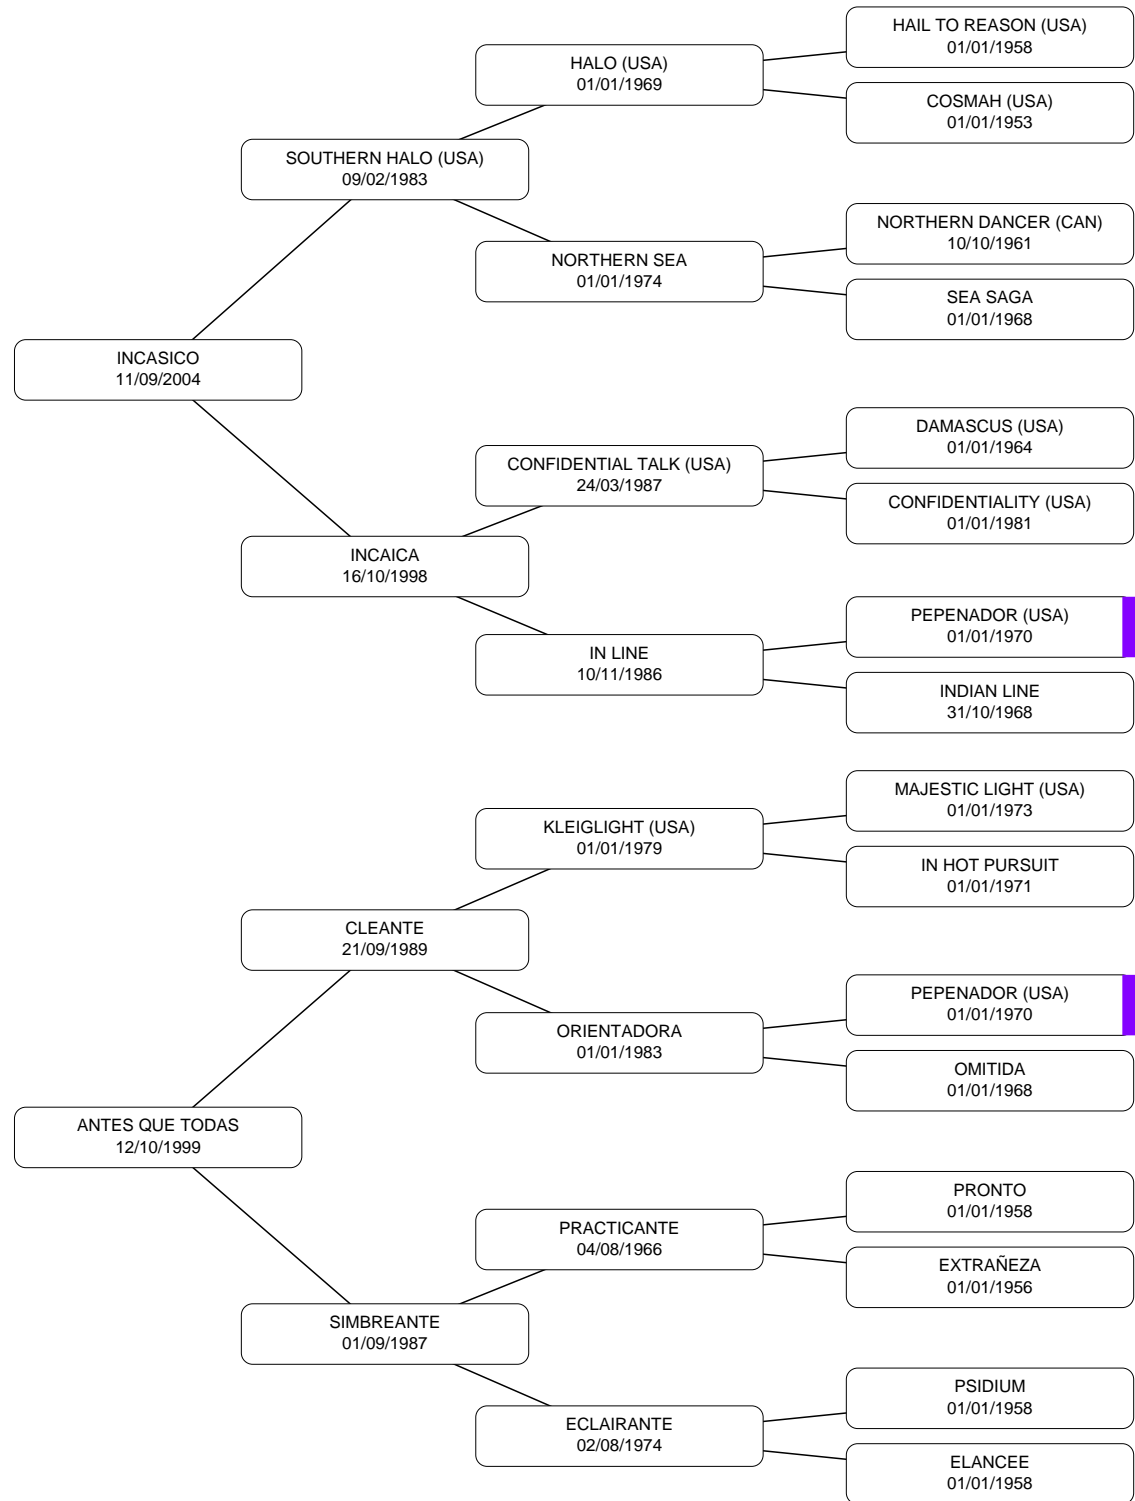 HAIL TO REASON (USA)
01/01/1958
HALO (USA)
01/01/1969
COSMAH (USA)
01/01/1953
SOUTHERN HALO (USA)
09/02/1983
NORTHERN DANCER (CAN)
10/10/1961
NORTHERN SEA
01/01/1974
SEA SAGA
01/01/1968
INCASICO
11/09/2004
DAMASCUS (USA)
01/01/1964
CONFIDENTIAL TALK (USA)
24/03/1987
CONFIDENTIALITY (USA)
01/01/1981
INCAICA
16/10/1998
PEPENADOR (USA)
01/01/1970
IN LINE
10/11/1986
INDIAN LINE
31/10/1968
MAJESTIC LIGHT (USA)
01/01/1973
KLEIGLIGHT (USA)
01/01/1979
IN HOT PURSUIT
01/01/1971
CLEANTE
21/09/1989
PEPENADOR (USA)
01/01/1970
ORIENTADORA
01/01/1983
OMITIDA
01/01/1968
ANTES QUE TODAS
12/10/1999
PRONTO
01/01/1958
PRACTICANTE
04/08/1966
EXTRAÑEZA
01/01/1956
SIMBREANTE
01/09/1987
PSIDIUM
01/01/1958
ECLAIRANTE
02/08/1974
ELANCEE
01/01/1958